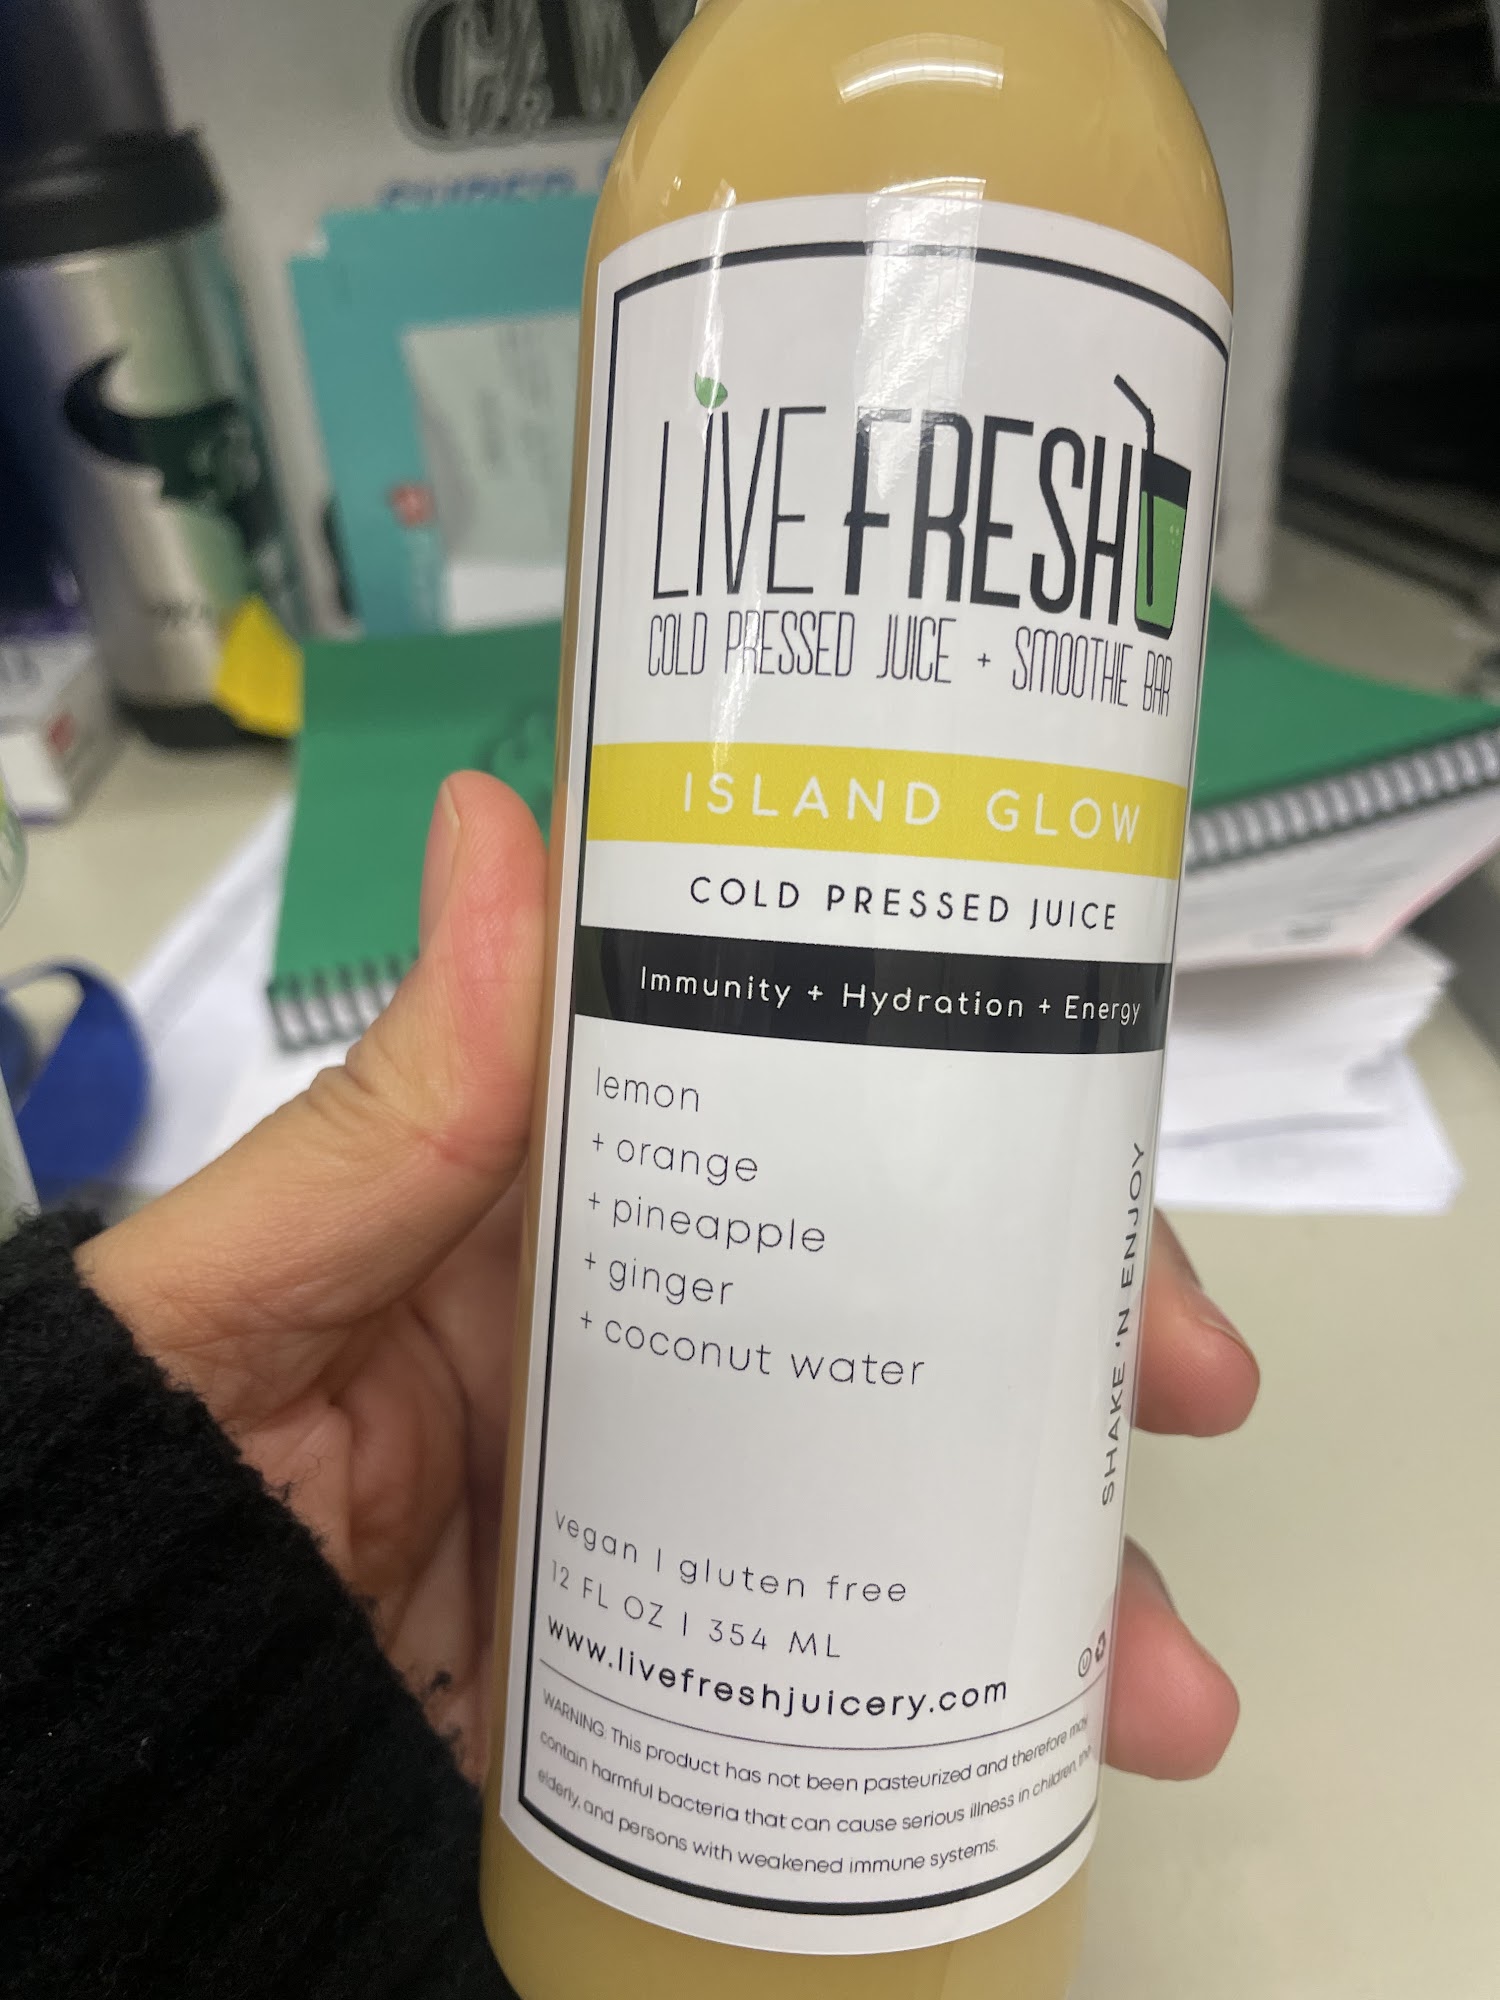 LIVE FRESH
COLD PRESSED JUICE + SMOOTHIE BAR
ISLAND GLOW
COLD PRESSED JUICE
Immunity + Hydration + Energy
lemon
+ orange
+ pineapple
+ ginger
+ coconut water
SHAKE 'N ENJOY
vegan | gluten free
12 FL OZ | 354 ML
www.livefreshjuicery.com
WARNING: This product has not been pasteurized and therefore may
contain harmful bacteria that can cause serious illness in children, the
elderly, and persons with weakened immune systems.